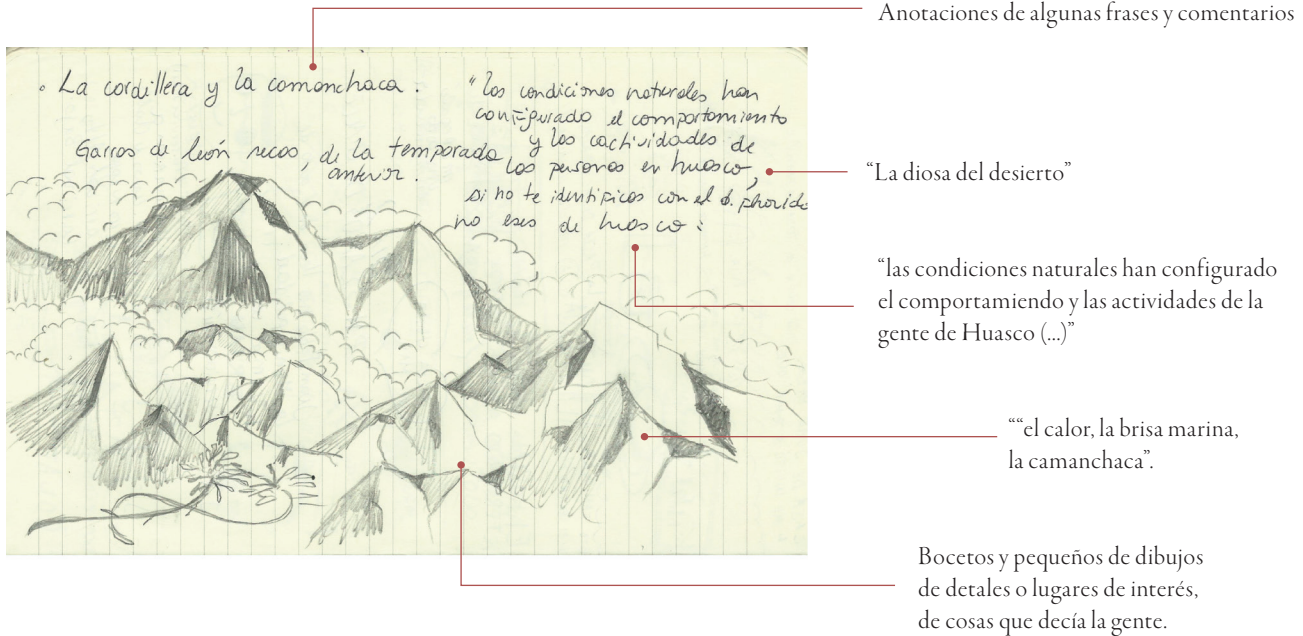 Anotaciones de algunas frases y comentarios
. La cordillera y la camanchaca.
Garras de león secas, de la temporada
anterior.
"las condiciones naturales han
configurado el comportamiento
y las cactividades de
las personas en huasco,
si no te identificas con el d. florido
no eres de huasco :
“La diosa del desierto”
“las condiciones naturales han configurado
el comportamiendo y las actividades de la
gente de Huasco (...)”
““el calor, la brisa marina,
la camanchaca”.
Bocetos y pequeños de dibujos
de detalles o lugares de interés,
de cosas que decía la gente.